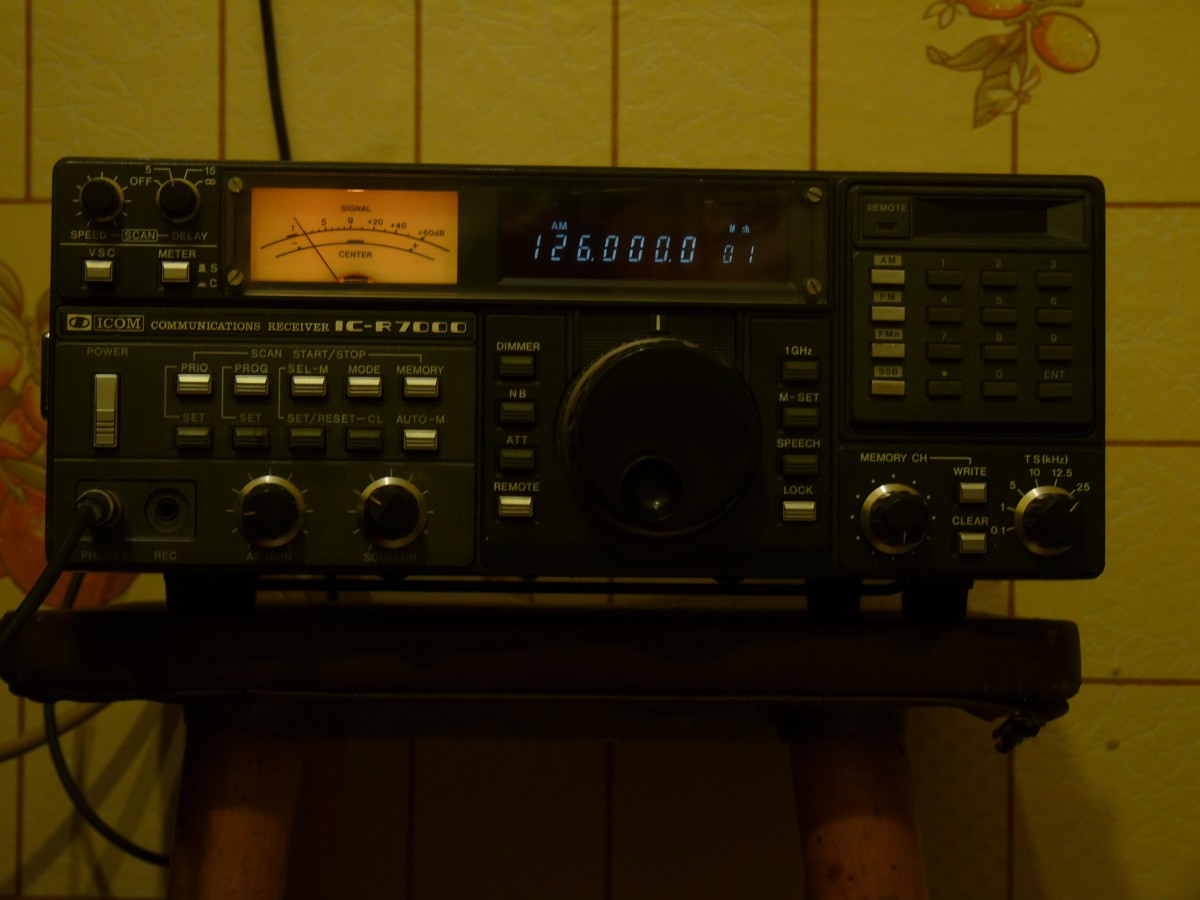 5 15
OFF ∞
SPEED SCAN DELAY
VSC METER
S
C
SIGNAL
1 5 9 +20 +40 +60dB
- +
CENTER
AM
126.000.0 01
REMOTE
AM 1 2 3
FM 4 5 6
FMn 7 8 9
SSB • 0 ENT
ICOM COMMUNICATIONS RECEIVER IC-R7000
POWER
SCAN START/STOP
PRIO PROG SEL-M MODE MEMORY
SET SET SET/RESET-CL AUTO-M
PHONES REC AF GAIN SQUELCH
DIMMER
NB
ATT
REMOTE
1GHz
M-SET
SPEECH
LOCK
MEMORY CH WRITE
CLEAR
TS(kHz)
10 12.5
5 25
1
0.1